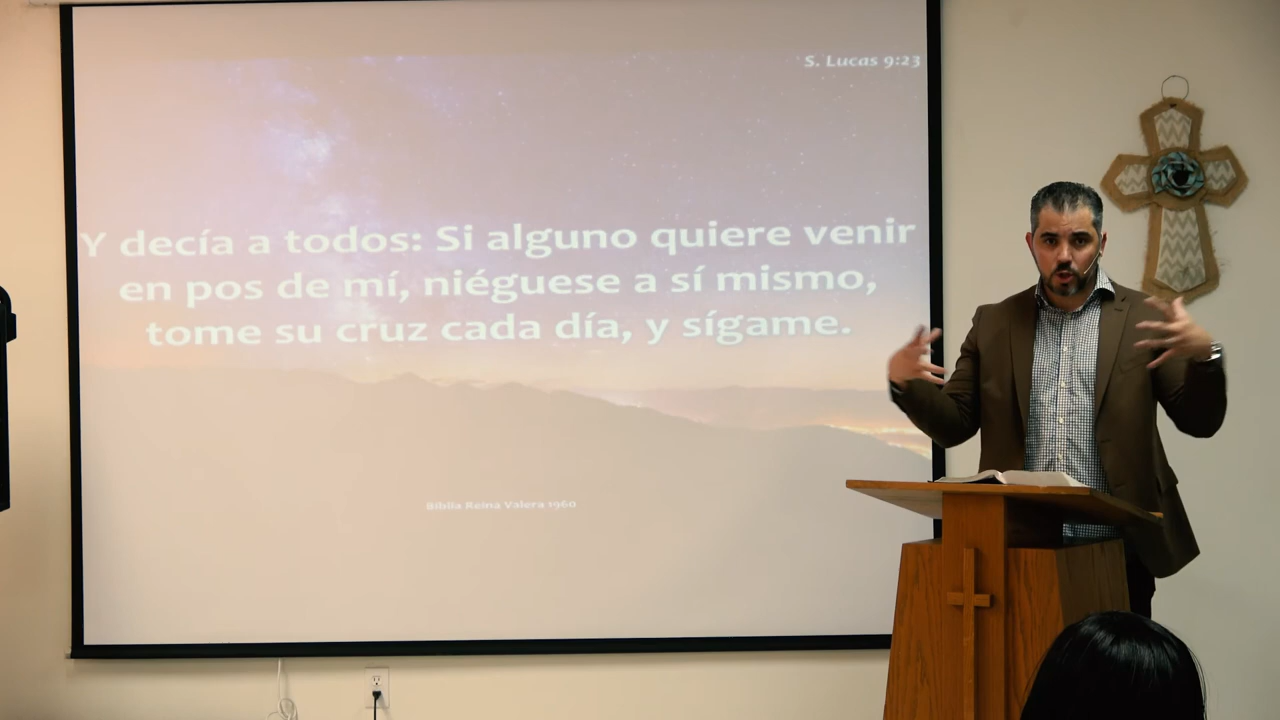 S. Lucas 9:23
Y decía a todos: Si alguno quiere venir
en pos de mí, niéguese a sí mismo,
tome su cruz cada día, y sígame.
Biblia Reina Valera 1960